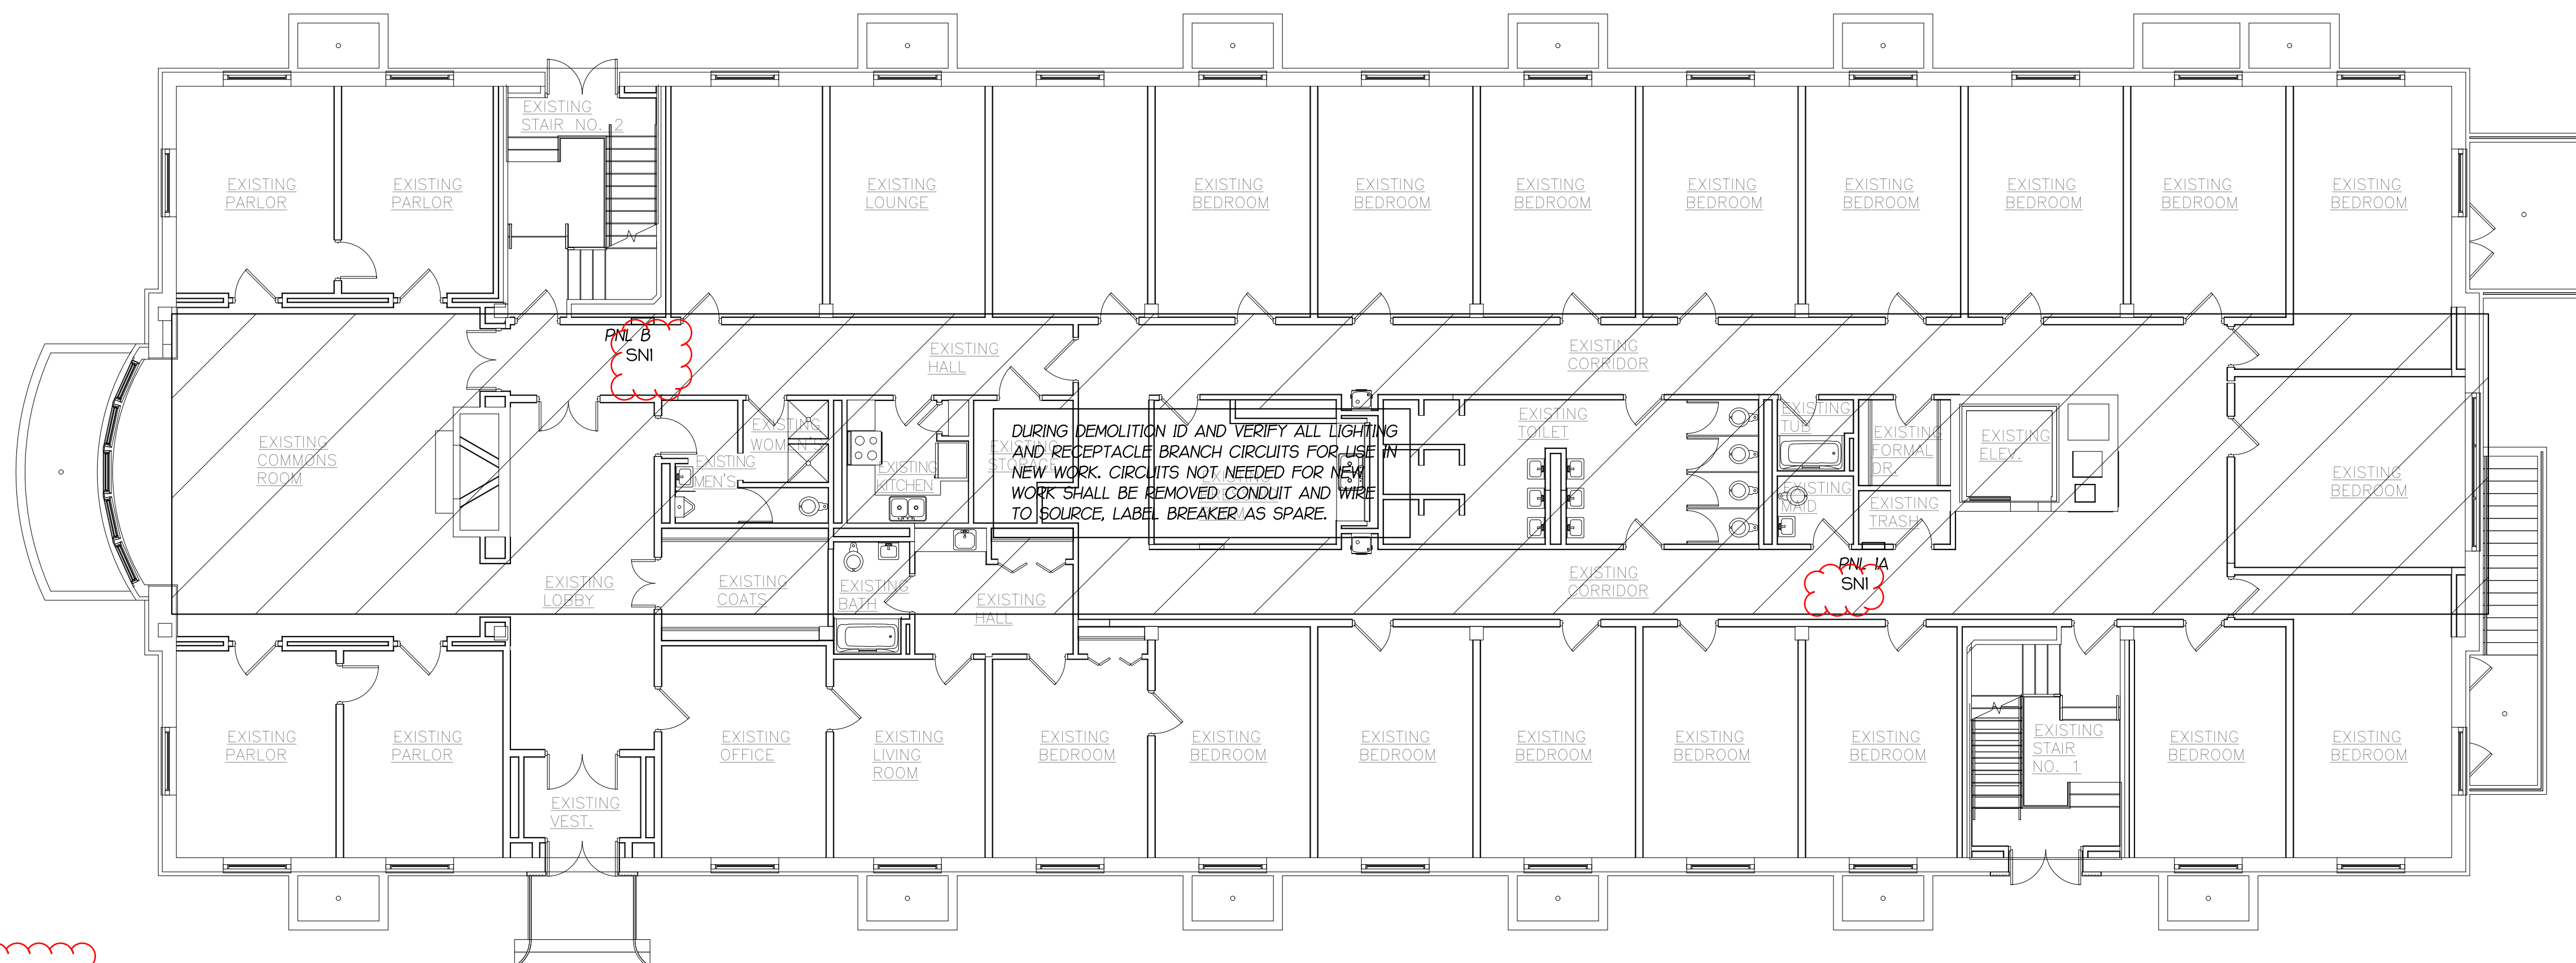 EXISTING
STAIR NO. 2
EXISTING
PARLOR
EXISTING
PARLOR
EXISTING
LOUNGE
EXISTING
BEDROOM
EXISTING
BEDROOM
EXISTING
BEDROOM
EXISTING
BEDROOM
EXISTING
BEDROOM
EXISTING
BEDROOM
EXISTING
BEDROOM
EXISTING
BEDROOM
PNL B
SN1
EXISTING
HALL
EXISTING
CORRIDOR
EXISTING
COMMONS
ROOM
EXISTING
WOMEN'S
EXISTING
MEN'S
EXISTING
KITCHEN
EXISTING
STORAGE
DURING DEMOLITION ID AND VERIFY ALL LIGHTING
AND RECEPTACLE BRANCH CIRCUITS FOR USE IN
NEW WORK. CIRCUITS NOT NEEDED FOR NEW
WORK SHALL BE REMOVED CONDUIT AND WIRE
TO SOURCE, LABEL BREAKER AS SPARE.
EXISTING
EXISTING
TOILET
EXISTING
TUB
EXISTING
MAID
EXISTING
FORMAL
DR.
EXISTING
TRASH
EXISTING
ELEV.
EXISTING
BEDROOM
EXISTING
LOBBY
EXISTING
COATS
EXISTING
BATH
EXISTING
HALL
EXISTING
CORRIDOR
PNL 1A
SN1
EXISTING
PARLOR
EXISTING
PARLOR
EXISTING
VEST.
EXISTING
OFFICE
EXISTING
LIVING
ROOM
EXISTING
BEDROOM
EXISTING
BEDROOM
EXISTING
BEDROOM
EXISTING
BEDROOM
EXISTING
BEDROOM
EXISTING
BEDROOM
EXISTING
STAIR
NO. 1
EXISTING
BEDROOM
EXISTING
BEDROOM